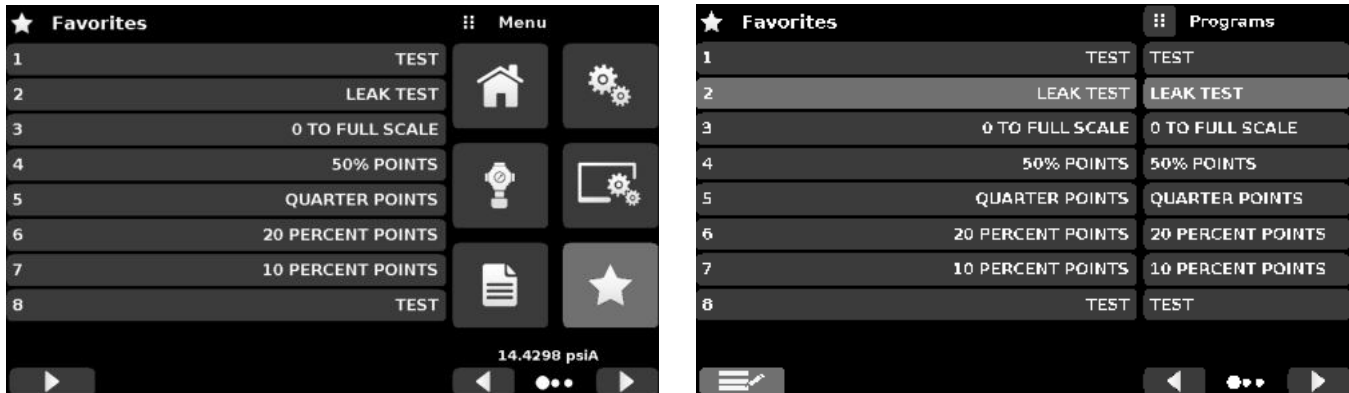 Favorites
Menu
1 TEST
2 LEAK TEST
3 0 TO FULL SCALE
4 50% POINTS
5 QUARTER POINTS
6 20 PERCENT POINTS
7 10 PERCENT POINTS
8 TEST
14.4298 psiA
Favorites
Programs
1 TEST TEST
2 LEAK TEST LEAK TEST
3 0 TO FULL SCALE 0 TO FULL SCALE
4 50% POINTS 50% POINTS
5 QUARTER POINTS QUARTER POINTS
6 20 PERCENT POINTS 20 PERCENT POINTS
7 10 PERCENT POINTS 10 PERCENT POINTS
8 TEST TEST